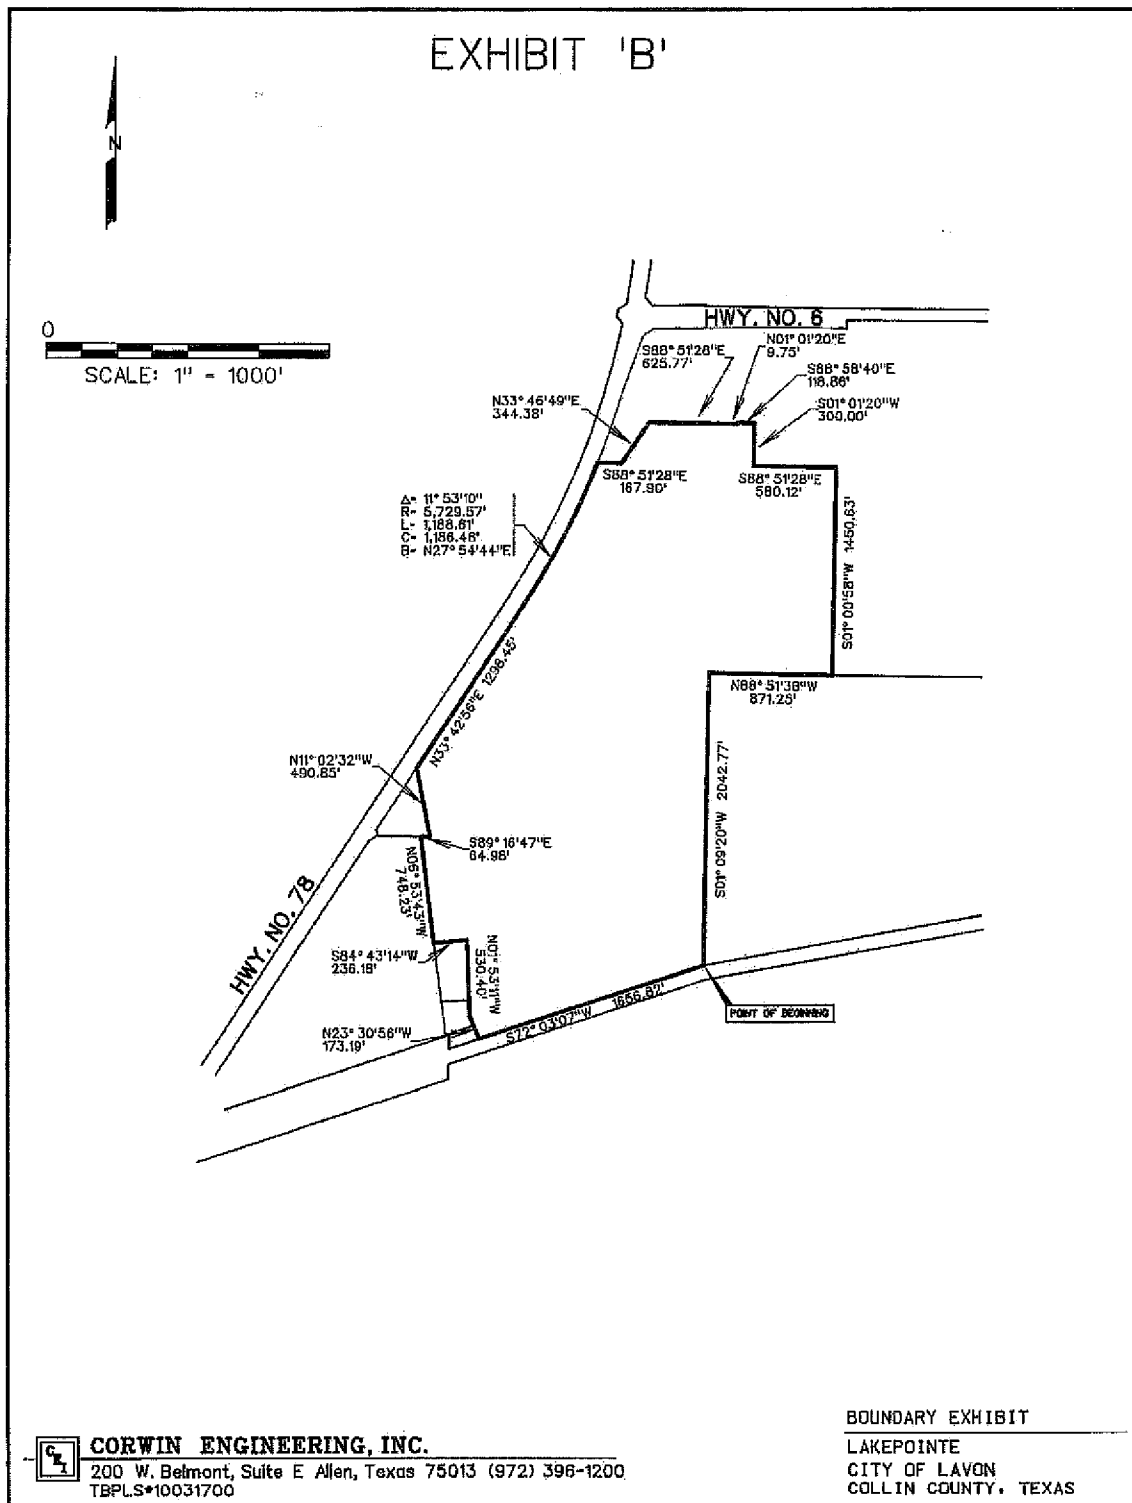 EXHIBIT 'B'
N
0
SCALE: 1" = 1000'
HWY. NO. 6
N01° 01'20"E
9.75'
S88° 51'28"E
625.77'
S88° 58'40"E
118.86'
S01° 01'20"W
300.00'
N33° 46'49"E
344.38'
S88° 51'28"E
167.90'
S88° 51'28"E
580.12'
Δ= 11° 53'10"
R= 5,729.57'
L= 1,188.61'
C= 1,186.48'
B= N27° 54'44"E
S01° 00'58"W 1450.63'
N33° 42'56"E 1298.45'
N88° 51'38"W
871.25'
N11° 02'32"W
490.85'
S89° 16'47"E
64.98'
S01° 09'20"W 2042.77'
N06° 53'43"W
748.23'
HWY. NO. 78
S84° 43'14"W
236.18'
N01° 53'11"W
530.40'
N23° 30'56"W
173.19'
S72° 03'07"W 1656.82'
POINT OF BEGINNING
BOUNDARY EXHIBIT
LAKEPOINTE
CITY OF LAVON
COLLIN COUNTY, TEXAS
CEI
CORWIN ENGINEERING, INC.
200 W. Belmont, Suite E Allen, Texas 75013 (972) 396-1200
TBPLS#10031700